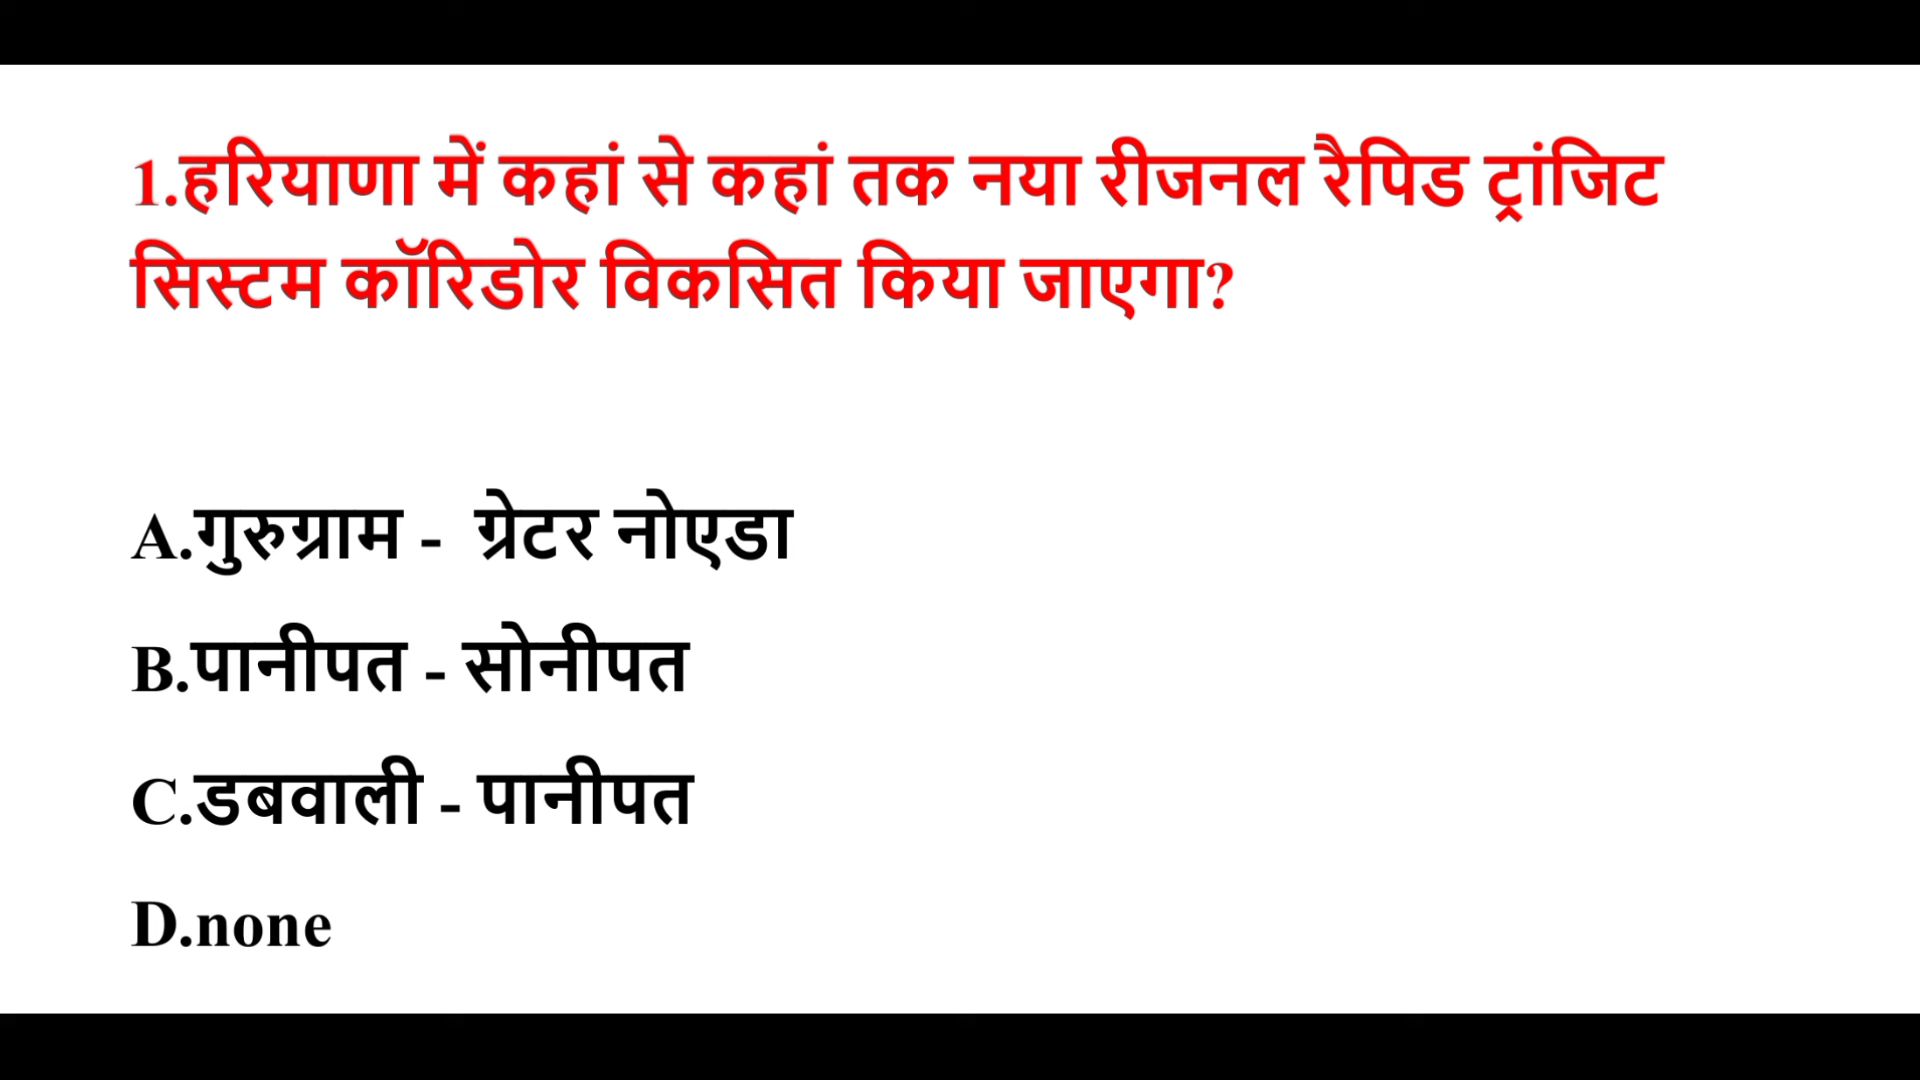 1.हरियाणा में कहां से कहां तक नया रीजनल रैपिड ट्रांजिट
सिस्टम कॉरिडोर विकसित किया जाएगा?
A.गुरुग्राम - ग्रेटर नोएडा
B.पानीपत - सोनीपत
C.डबवाली - पानीपत
D.none